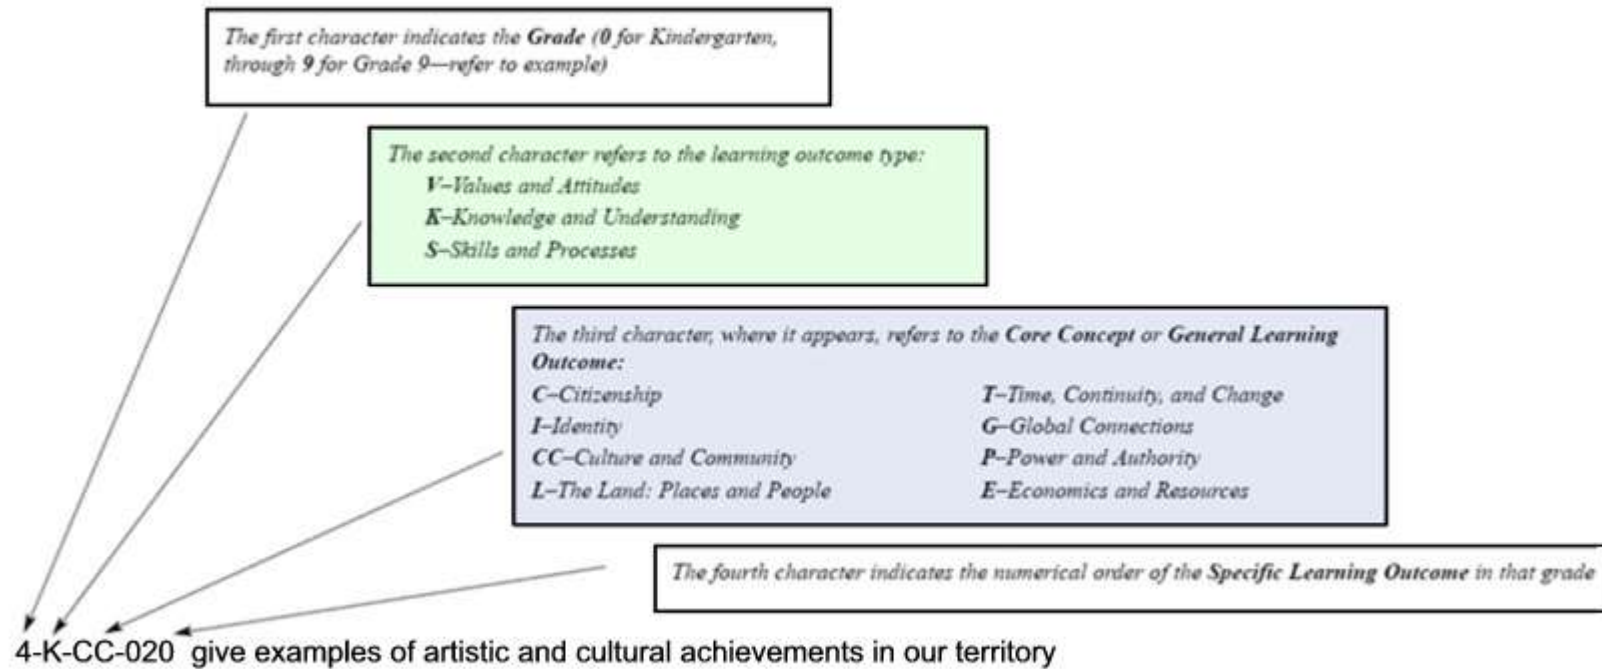 The first character indicates the Grade (0 for Kindergarten,
through 9 for Grade 9—refer to example)
The second character refers to the learning outcome type:
V–Values and Attitudes
K–Knowledge and Understanding
S–Skills and Processes
The third character, where it appears, refers to the Core Concept or General Learning
Outcome:
C–Citizenship
I–Identity
CC–Culture and Community
L–The Land: Places and People
T–Time, Continuity, and Change
G–Global Connections
P–Power and Authority
E–Economics and Resources
The fourth character indicates the numerical order of the Specific Learning Outcome in that grade
4-K-CC-020 give examples of artistic and cultural achievements in our territory